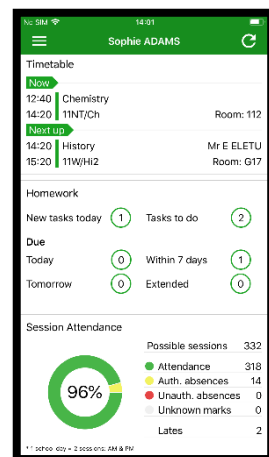 No SIM 14:01
Sophie ADAMS
Timetable
Now
12:40 Chemistry
14:20 11NT/Ch Room: 112
Next up
14:20 History Mr E ELETU
15:20 11W/Hi2 Room: G17
Homework
New tasks today 1 Tasks to do 2
Due
Today 0 Within 7 days 1
Tomorrow 0 Extended 0
Session Attendance
Possible sessions 332
96%
Attendance 318
Auth. absences 14
Unauth. absences 0
Unknown marks 0
Lates 2
* 1 school day = 2 sessions: AM & PM